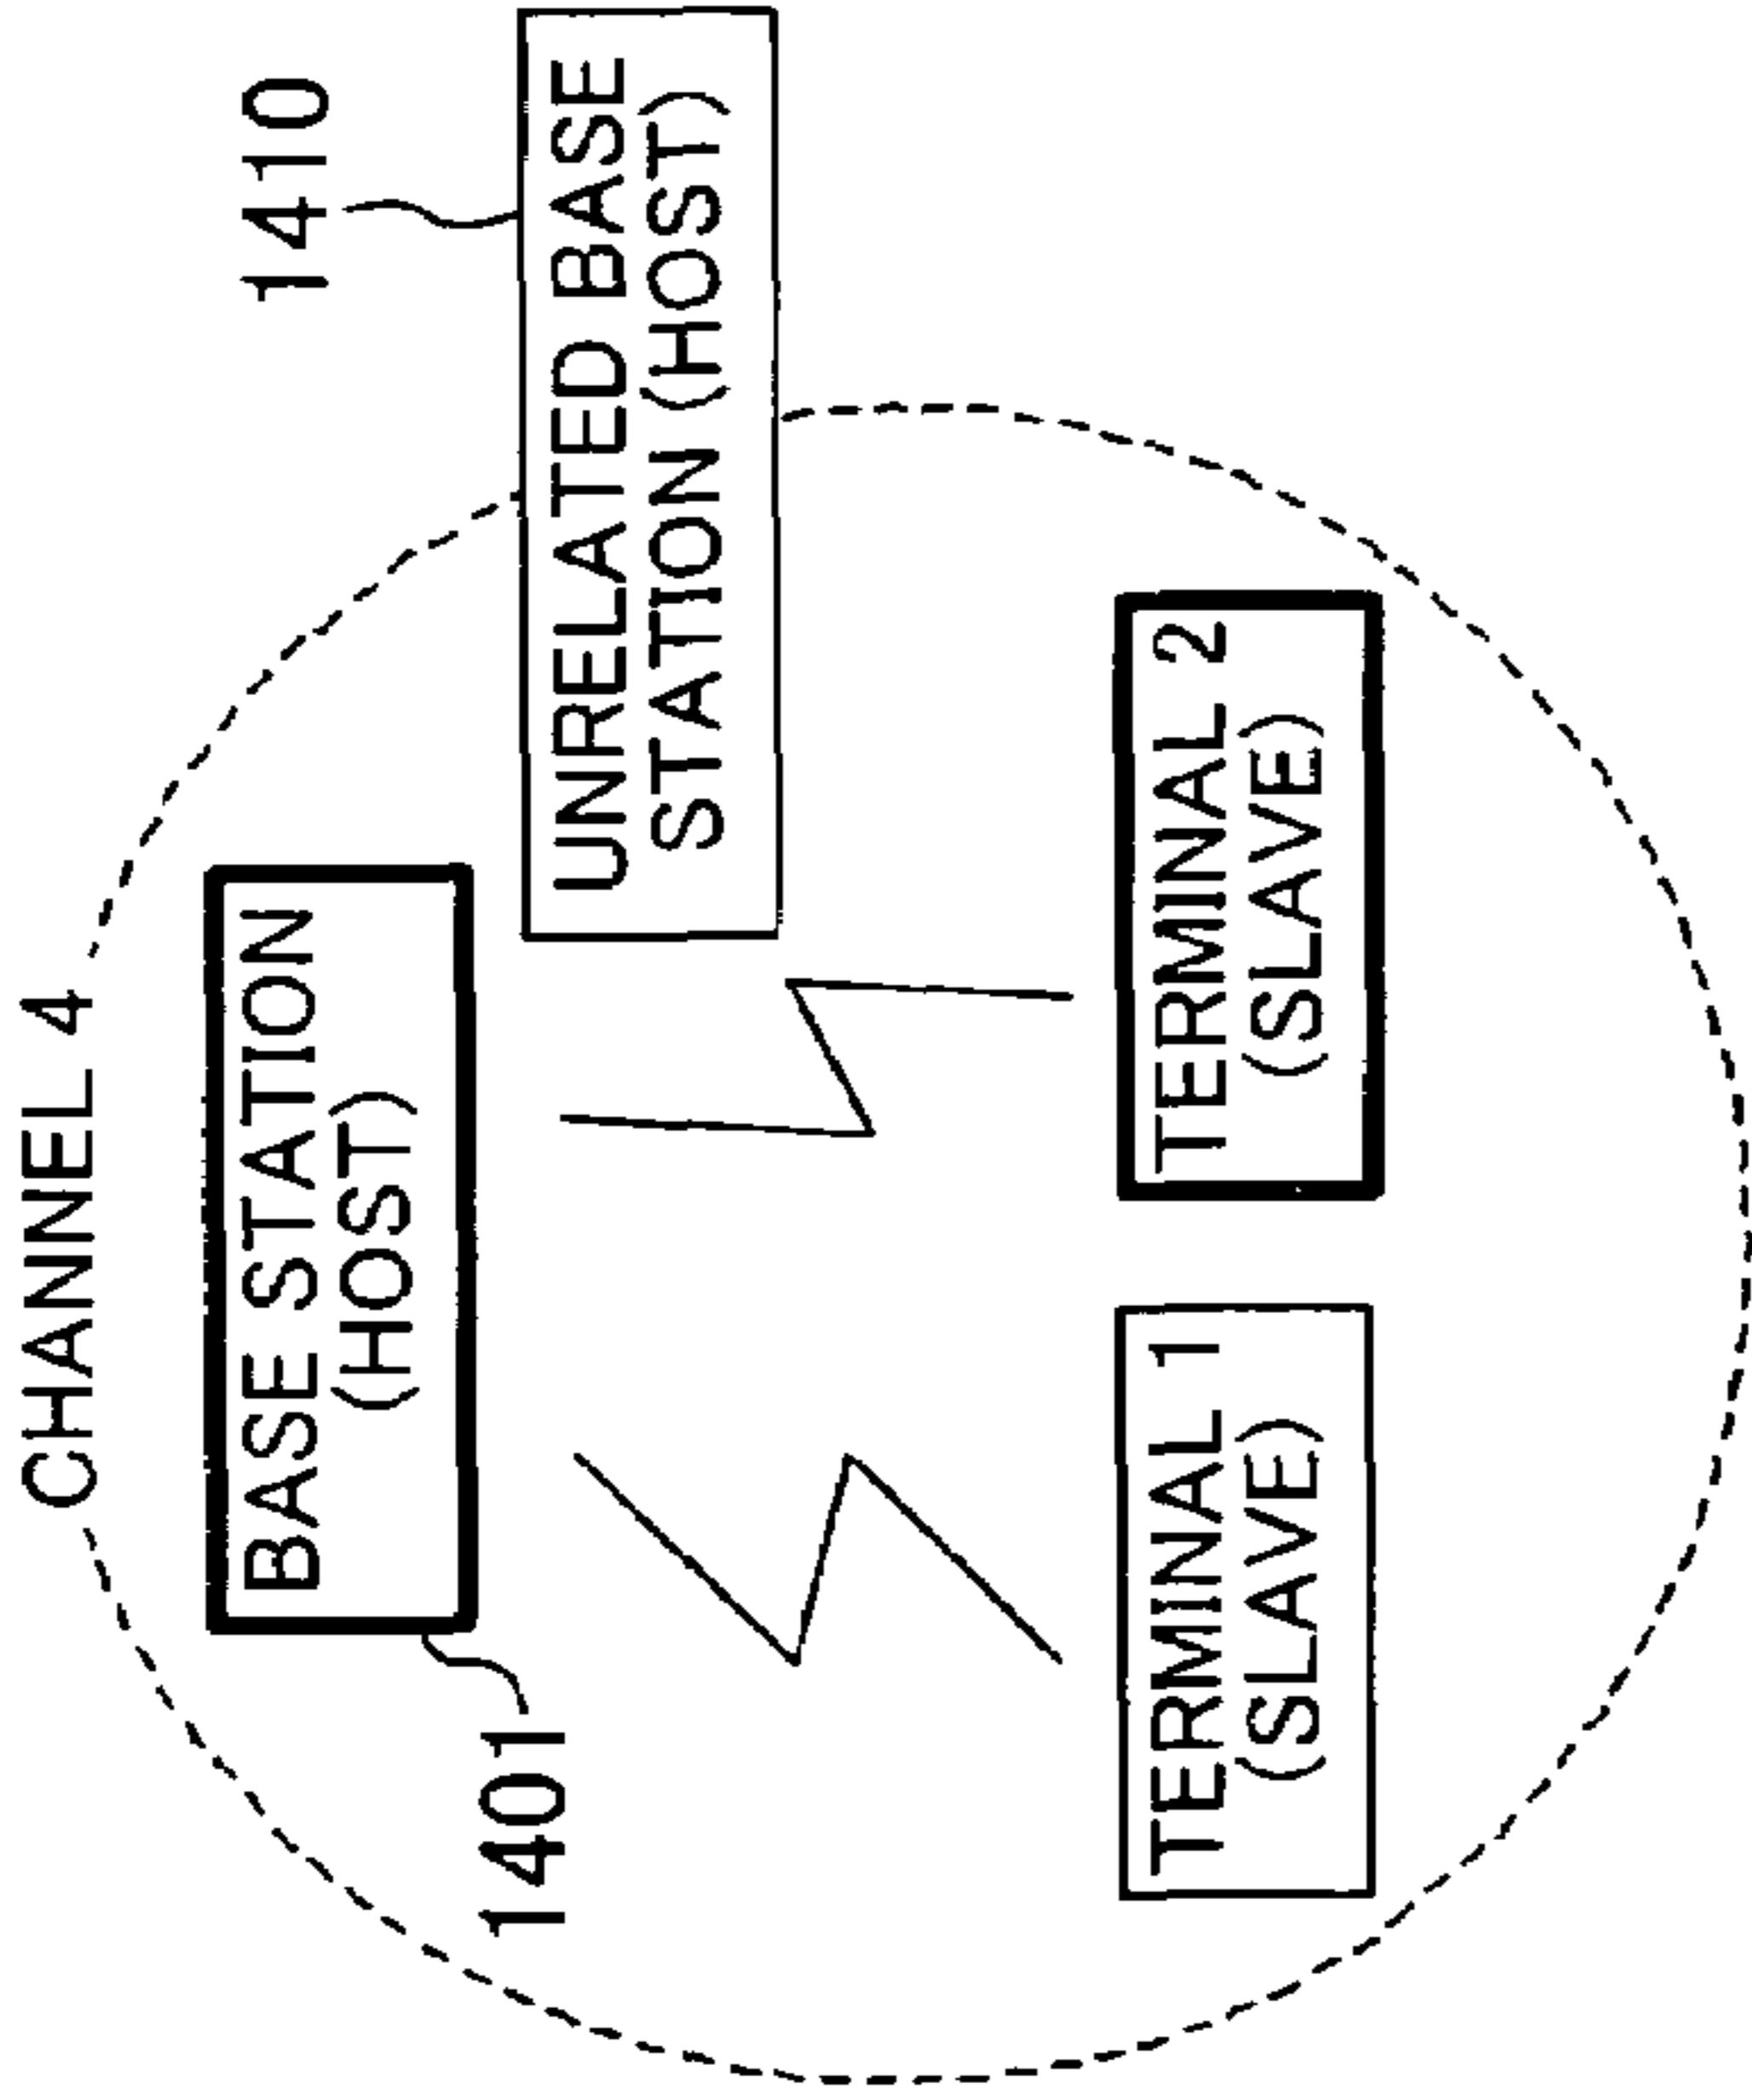 CHANNEL 4
1410
BASE STATION
(HOST)
1401
UNRELATED BASE
STATION (HOST)
TERMINAL 1
(SLAVE)
TERMINAL 2
(SLAVE)